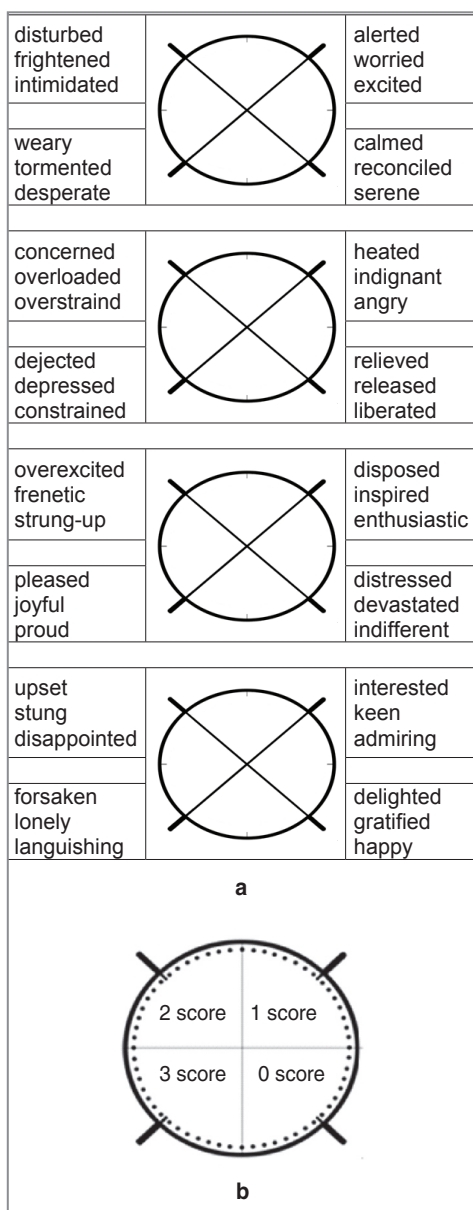 disturbed
frightened
intimidated
alerted
worried
excited
weary
tormented
desperate
calmed
reconciled
serene
concerned
overloaded
overstraind
heated
indignant
angry
dejected
depressed
constrained
relieved
released
liberated
overexcited
frenetic
strung-up
disposed
inspired
enthusiastic
pleased
joyful
proud
distressed
devastated
indifferent
upset
stung
disappointed
interested
keen
admiring
forsaken
lonely
languishing
delighted
gratified
happy
a
2 score
1 score
3 score
0 score
b